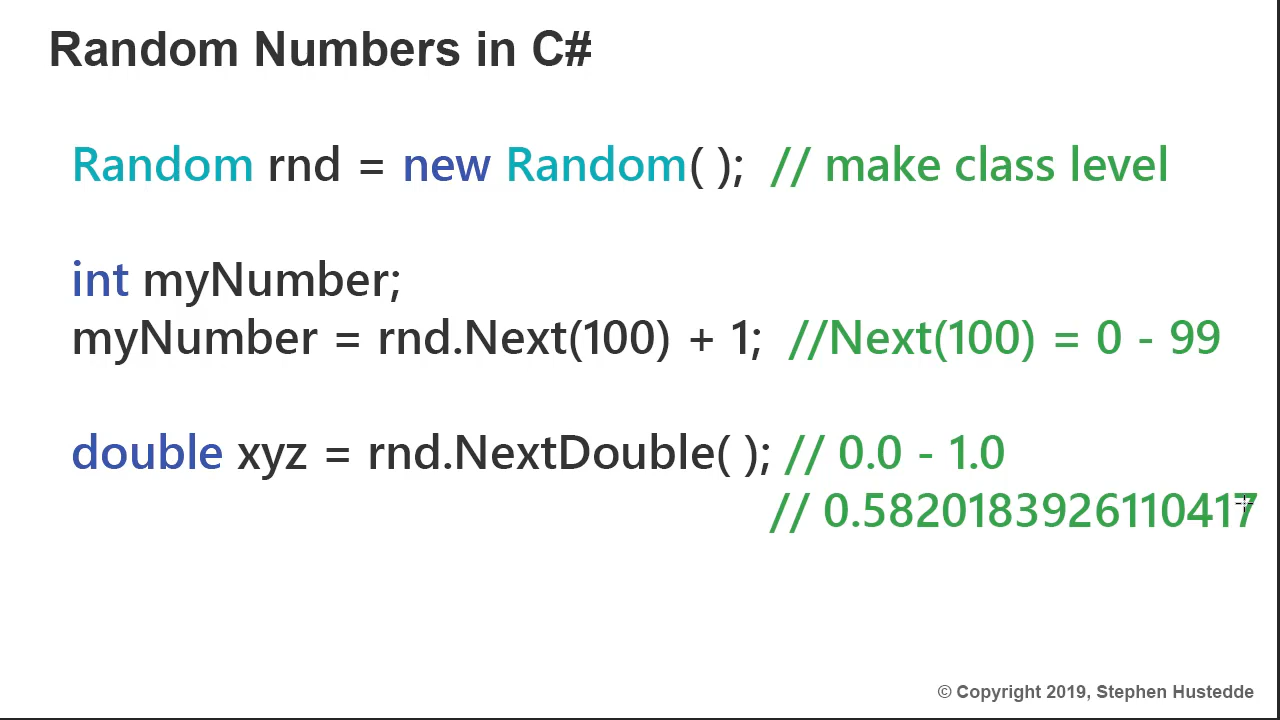 Random Numbers in C#
Random rnd = new Random( ); // make class level
int myNumber;
myNumber = rnd.Next(100) + 1; //Next(100) = 0 - 99
double xyz = rnd.NextDouble( ); // 0.0 - 1.0
// 0.5820183926110417
© Copyright 2019, Stephen Hustedde